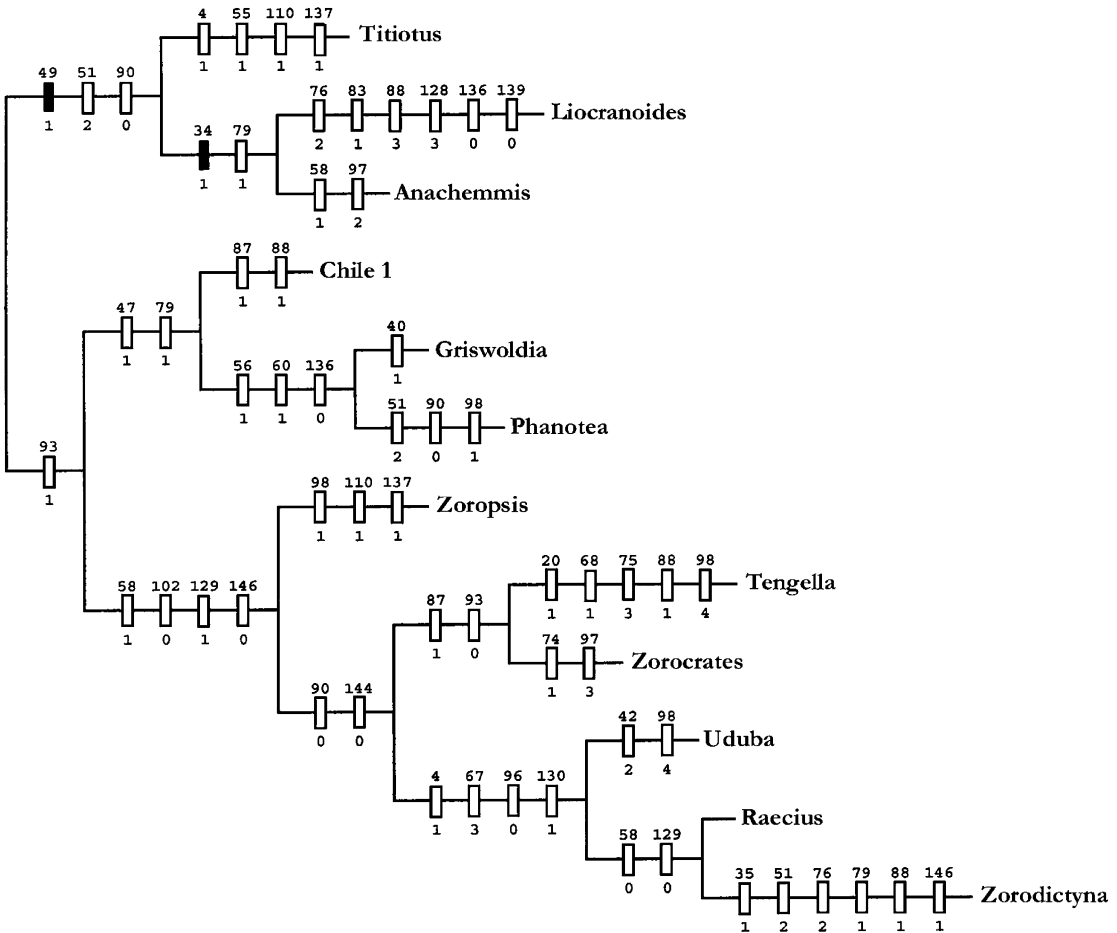 4 55 110 137
Titiotus
1 1 1 1
49 51 90
1 2 0
76 83 88 128 136 139
Liocranoides
2 1 3 3 0 0
34 79
1 1
58 97
Anachemmis
1 2
87 88
Chile 1
1 1
47 79
1 1
40
Griswoldia
1
56 60 136
1 1 0
51 90 98
Phanotea
2 0 1
93
1
98 110 137
Zoropsis
1 1 1
58 102 129 146
1 0 1 0
20 68 75 88 98
Tengella
1 1 3 1 4
87 93
1 0
74 97
Zorocrates
1 3
90 144
0 0
42 98
Uduba
2 4
4 67 96 130
1 3 0 1
Raecius
58 129
0 0
35 51 76 79 88 146
Zorodictyna
1 2 2 1 1 1